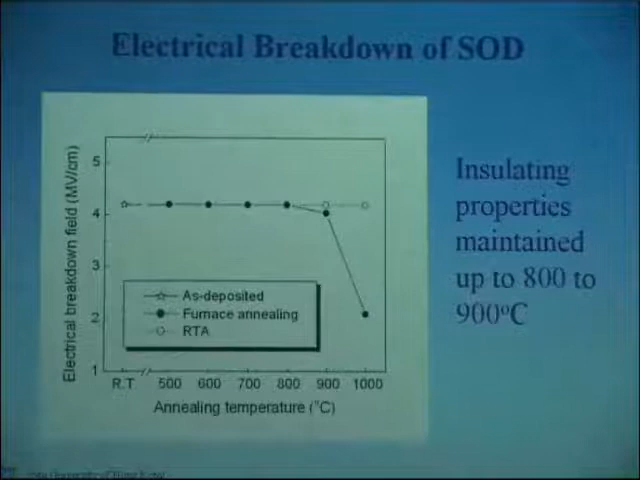 Electrical Breakdown of SOD
Electrical breakdown field (MV/cm)
5
4
3
2
1
As-deposited
Furnace annealing
RTA
R.T 500 600 700 800 900 1000
Annealing temperature (°C)
Insulating
properties
maintained
up to 800 to
900°C